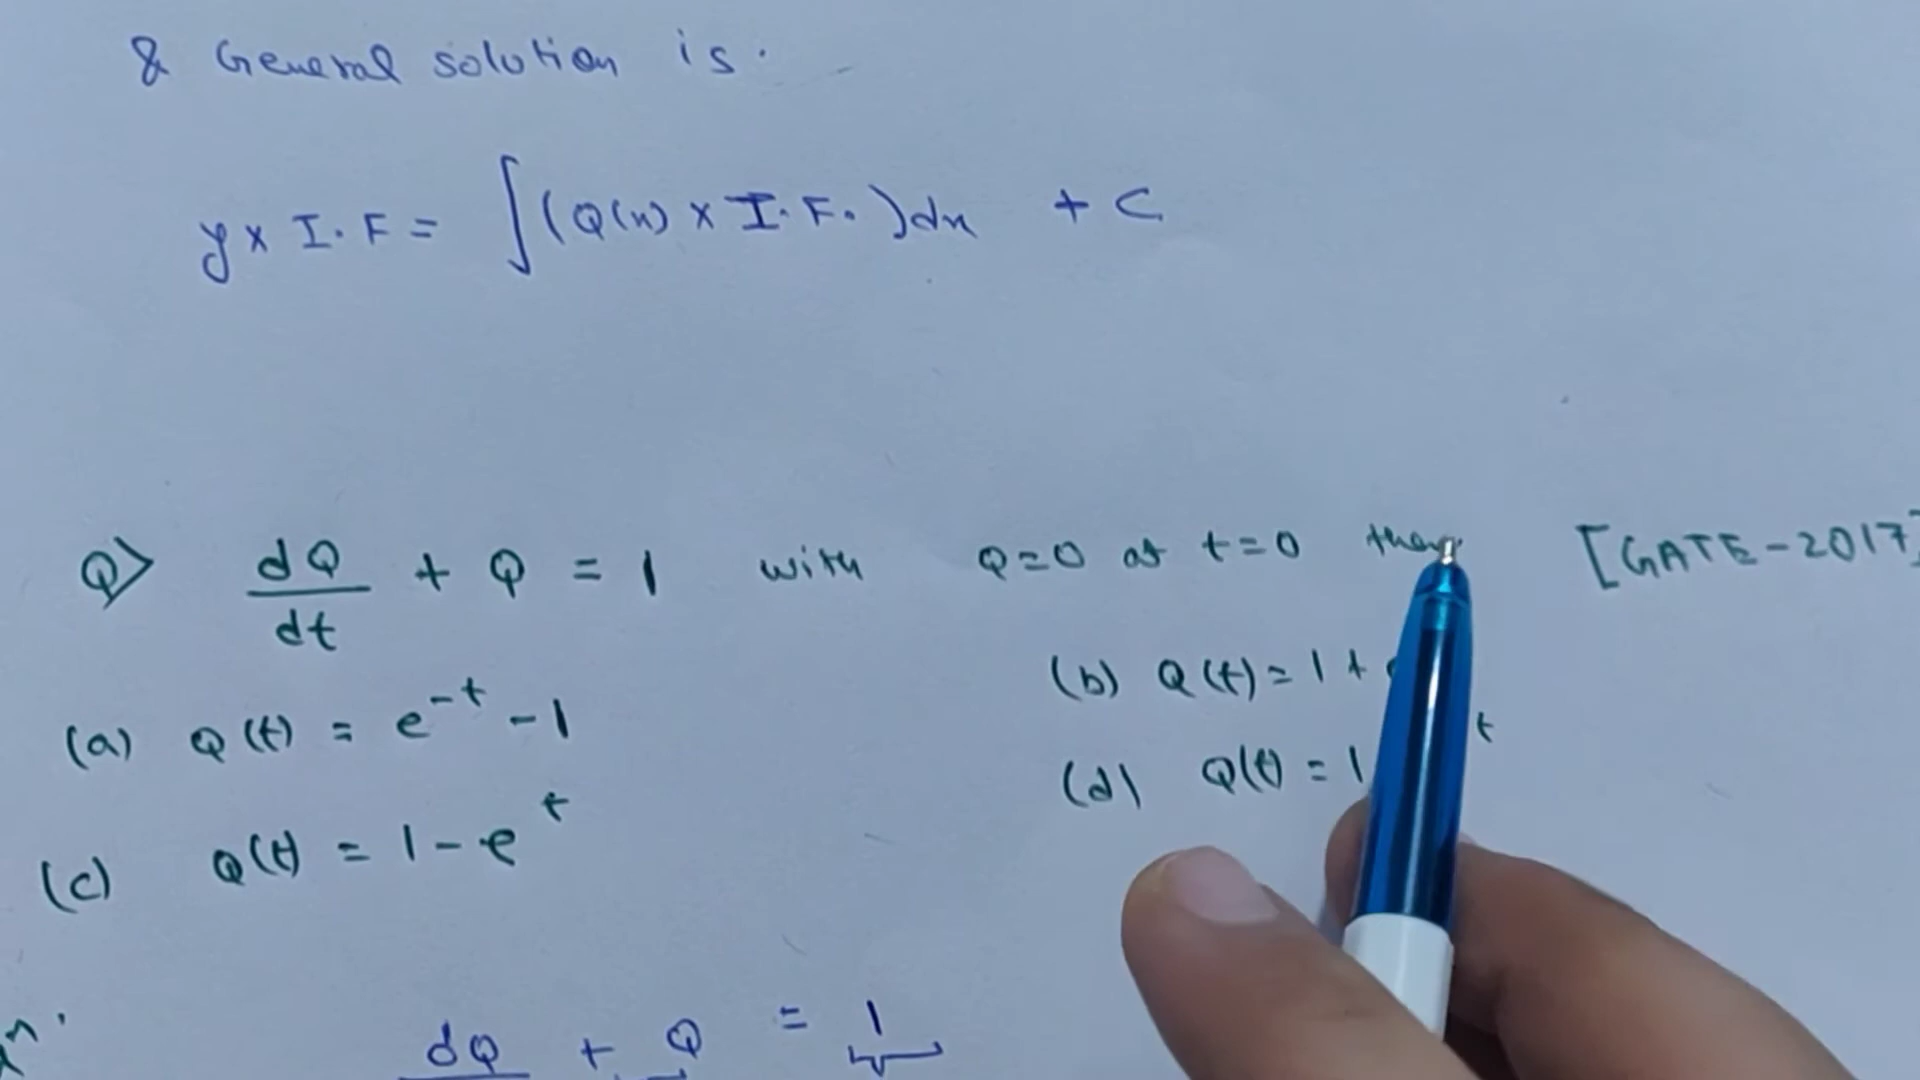 & General solution is.
y x I.F = ∫(Q(x) x I.F.)dx + C
Q> dQ/dt + Q = 1 with Q=0 at t=0 then [GATE-2017]
(a) Q(t) = e^-t - 1 (b) Q(t) = 1 +
(c) Q(t) = 1 - e^t (d) Q(t) = 1 t
dQ + Q = 1